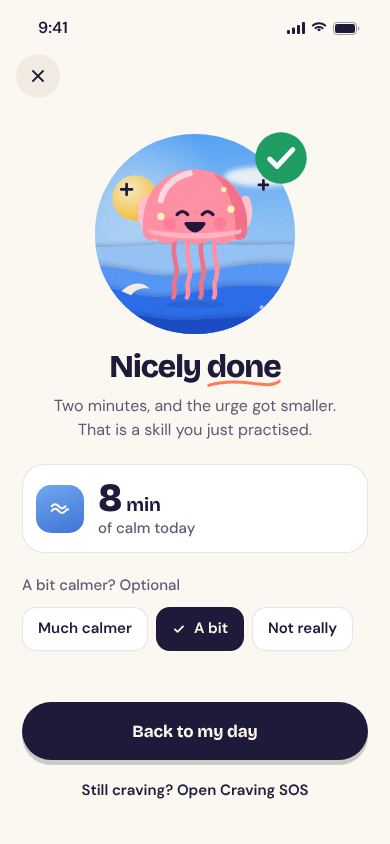 9:41
Nicely done
Two minutes, and the urge got smaller.
That is a skill you just practised.
8 min
of calm today
A bit calmer? Optional
Much calmer
A bit
Not really
Back to my day
Still craving? Open Craving SOS